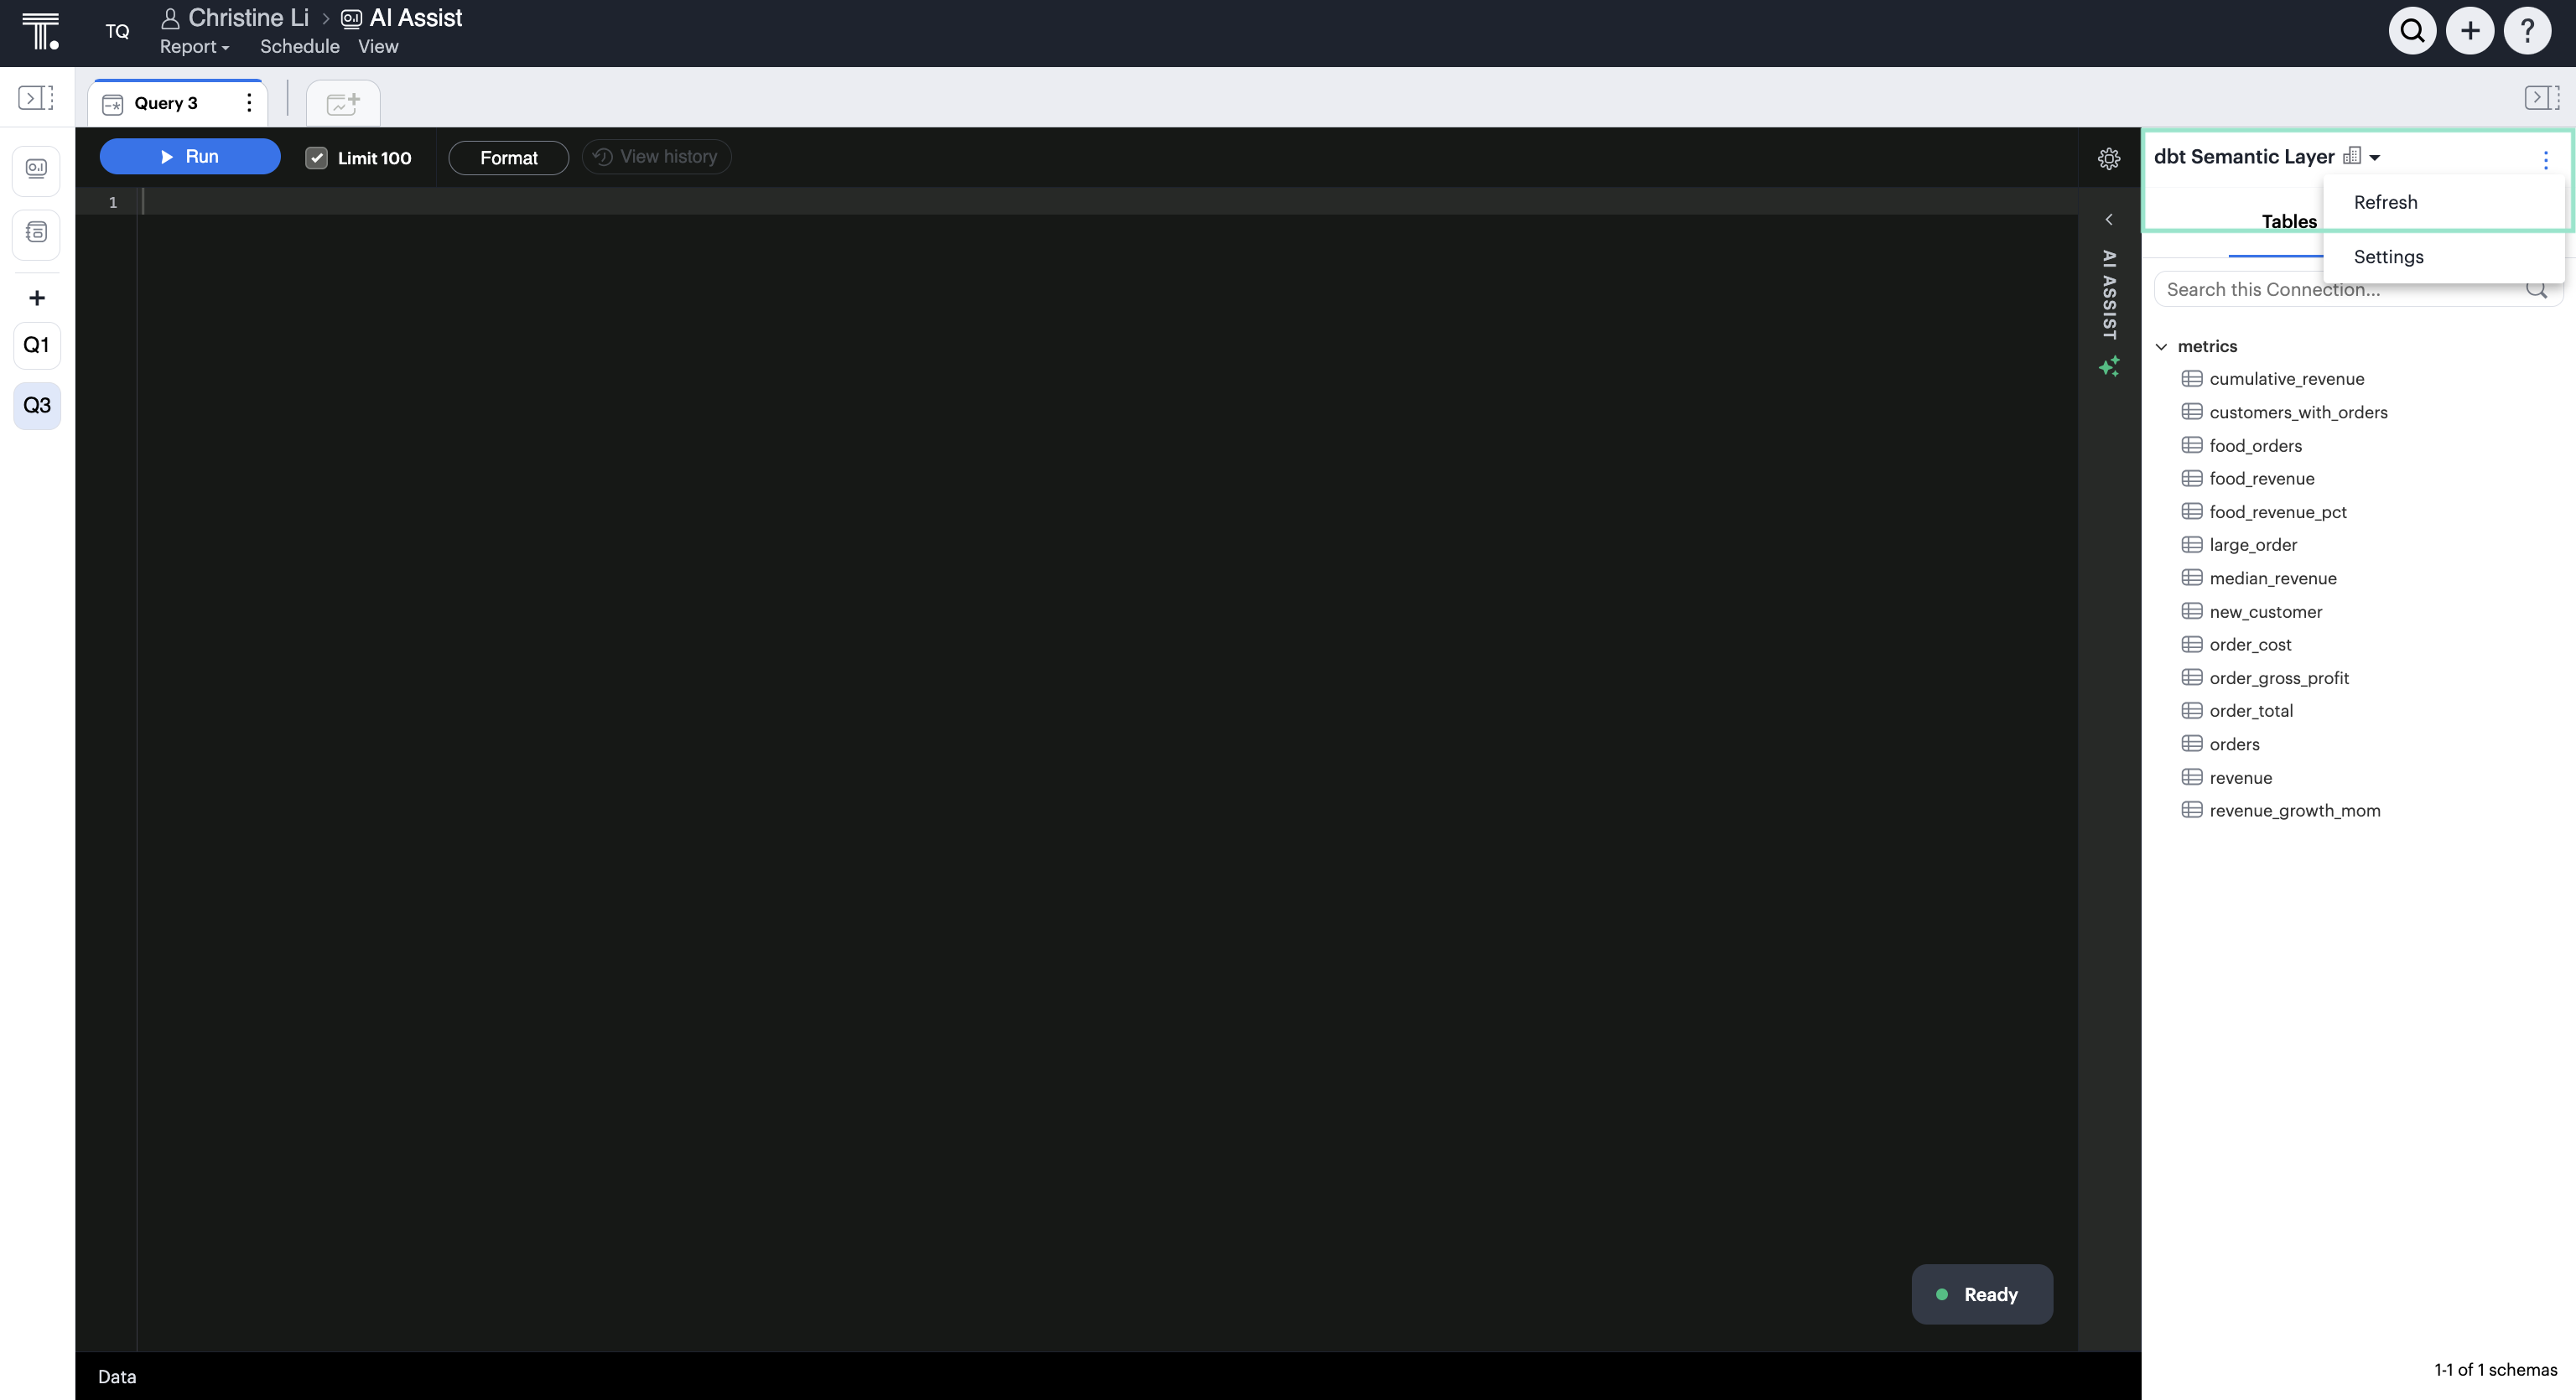 TQ
Christine Li > AI Assist
Report Schedule View
Query 3
Run
Limit 100
Format
View history
1
Q1
Q3
AI ASSIST
dbt Semantic Layer
Refresh
Tables
Settings
Search this Connection...
metrics
cumulative_revenue
customers_with_orders
food_orders
food_revenue
food_revenue_pct
large_order
median_revenue
new_customer
order_cost
order_gross_profit
order_total
orders
revenue
revenue_growth_mom
Ready
Data
1-1 of 1 schemas